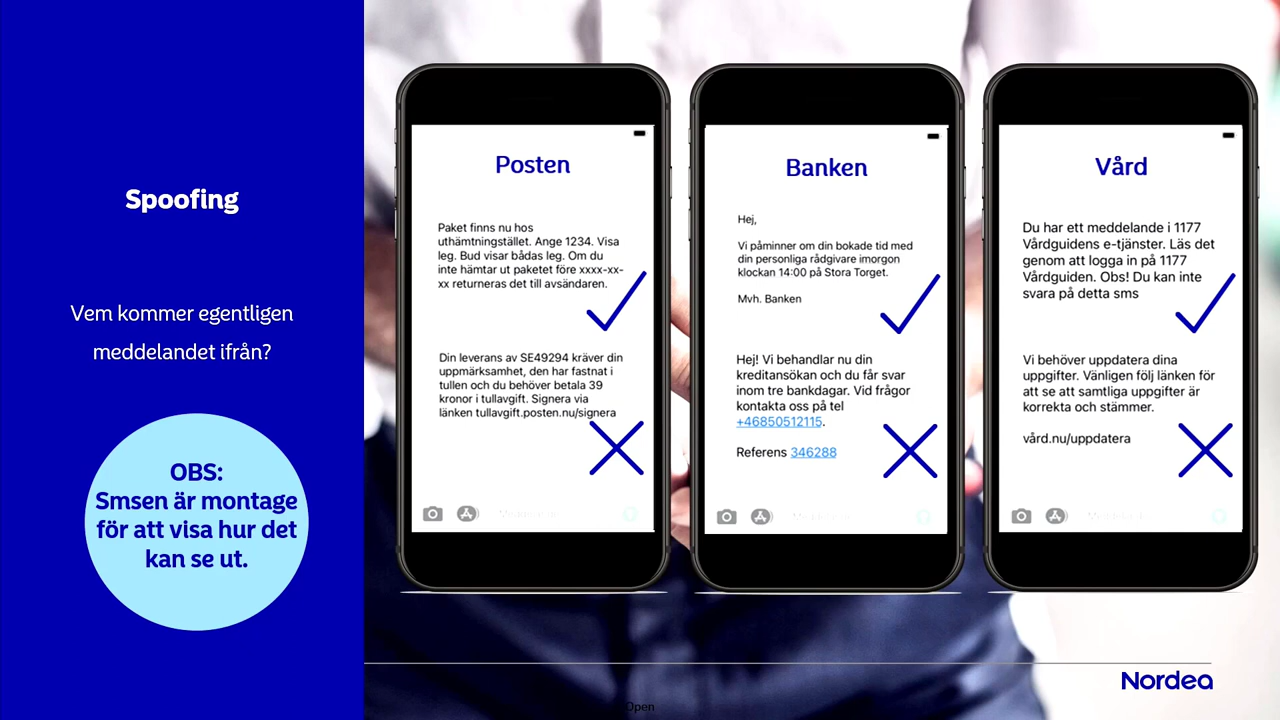 Spoofing
Vem kommer egentligen
meddelandet ifrån?
OBS:
Smsen är montage
för att visa hur det
kan se ut.
Posten
Paket finns nu hos
uthämtningstället. Ange 1234. Visa
leg. Bud visar bådas leg. Om du
inte hämtar ut paketet före xxxx-xx-
xx returneras det till avsändaren.
Din leverans av SE49294 kräver din
uppmärksamhet, den har fastnat i
tullen och du behöver betala 39
kronor i tullavgift. Signera via
länken tullavgift.posten.nu/signera
Banken
Hej,
Vi påminner om din bokade tid med
din personliga rådgivare imorgon
klockan 14:00 på Stora Torget.
Mvh. Banken
Hej! Vi behandlar nu din
kreditansökan och du får svar
inom tre bankdagar. Vid frågor
kontakta oss på tel
+46850512115.
Referens 346288
Vård
Du har ett meddelande i 1177
Vårdguidens e-tjänster. Läs det
genom att logga in på 1177
Vårdguiden. Obs! Du kan inte
svara på detta sms
Vi behöver uppdatera dina
uppgifter. Vänligen följ länken för
att se att samtliga uppgifter är
korrekta och stämmer.
vård.nu/uppdatera
Nordea
Open